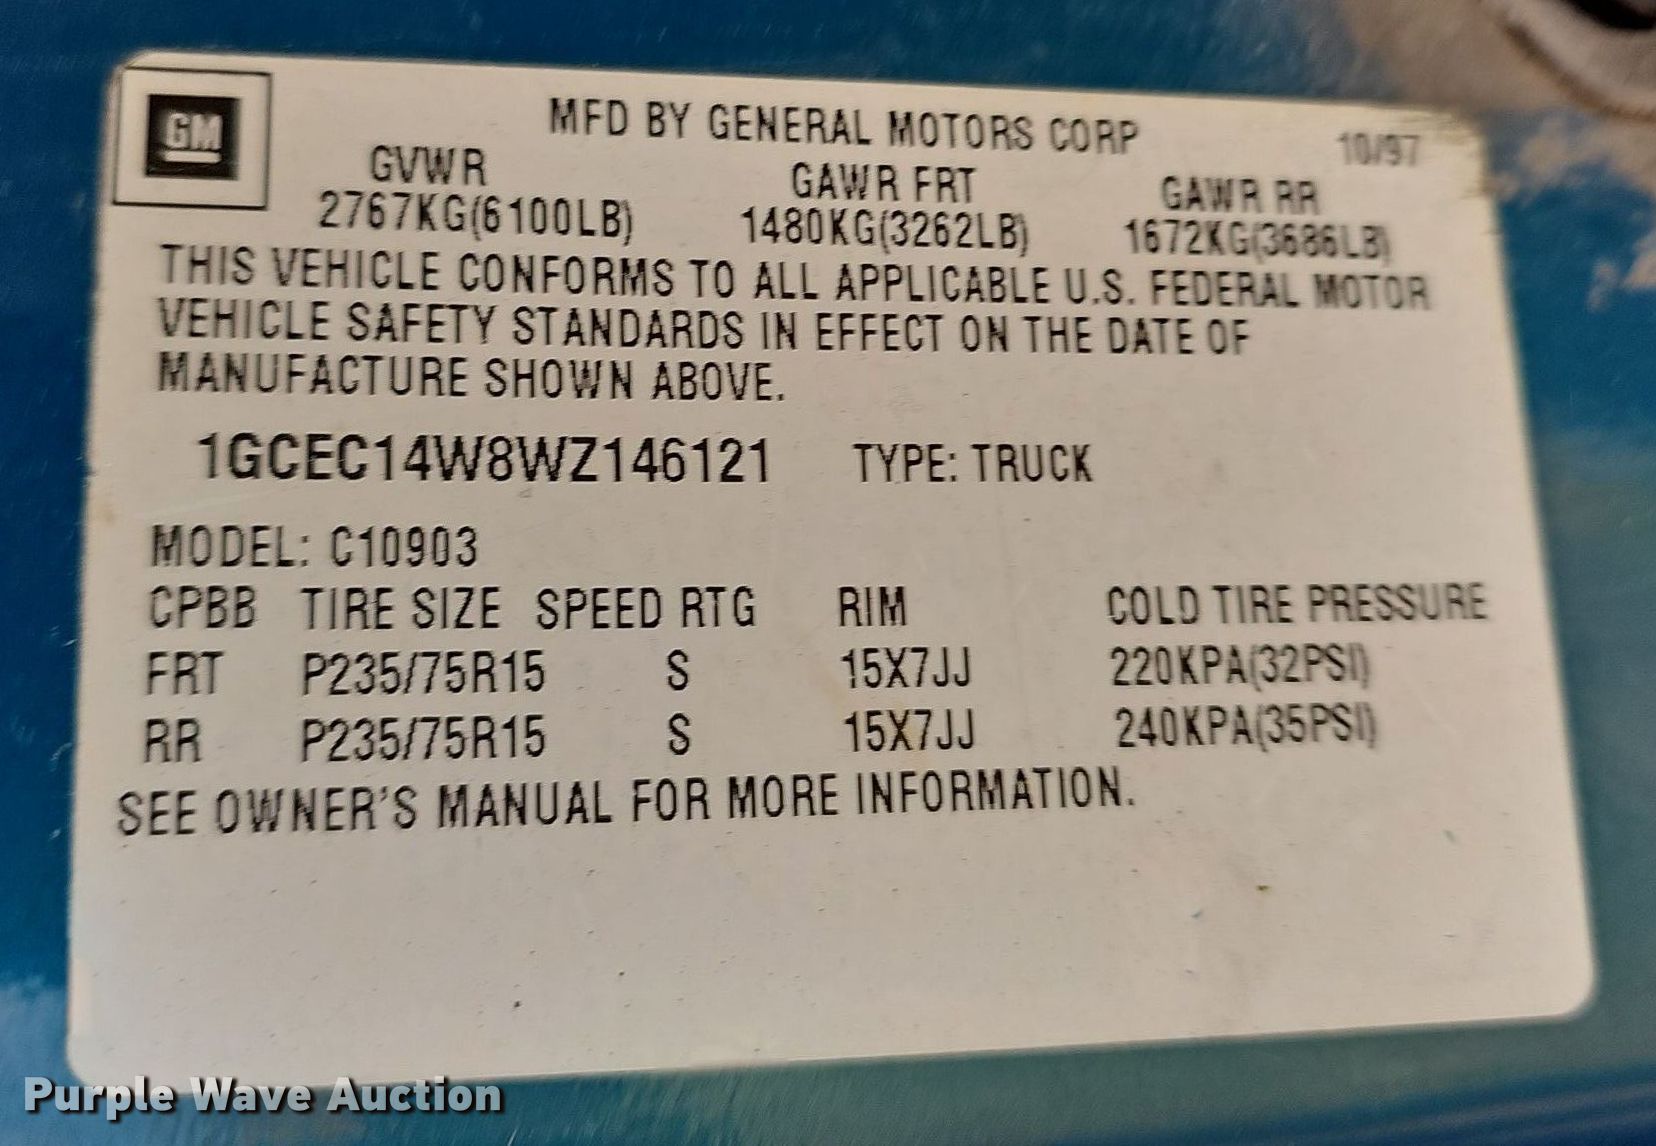 GM
MFD BY GENERAL MOTORS CORP 10/97
GVWR GAWR FRT GAWR RR
2767KG(6100LB) 1480KG(3262LB) 1672KG(3686LB)
THIS VEHICLE CONFORMS TO ALL APPLICABLE U.S. FEDERAL MOTOR
VEHICLE SAFETY STANDARDS IN EFFECT ON THE DATE OF
MANUFACTURE SHOWN ABOVE.
1GCEC14W8WZ146121 TYPE: TRUCK
MODEL: C10903
CPBB TIRE SIZE SPEED RTG RIM COLD TIRE PRESSURE
FRT P235/75R15 S 15X7JJ 220KPA(32PSI)
RR P235/75R15 S 15X7JJ 240KPA(35PSI)
SEE OWNER'S MANUAL FOR MORE INFORMATION.
Purple Wave Auction